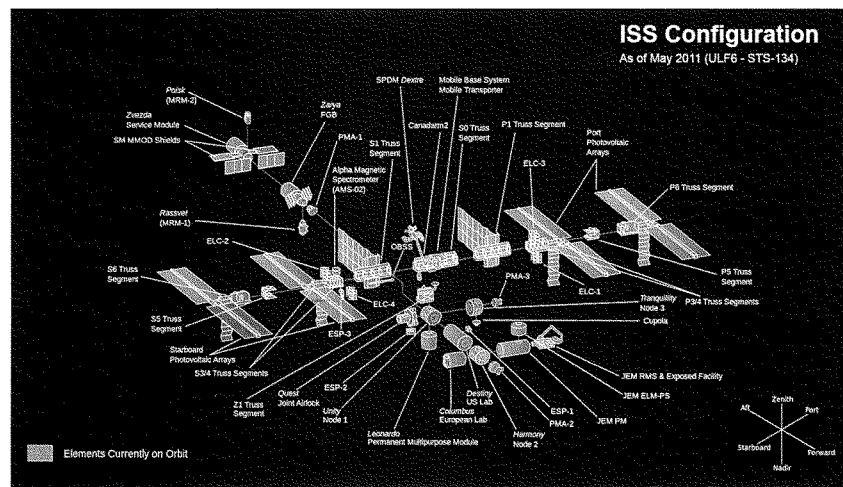 ISS Configuration
As of May 2011 (ULF6 - STS-134)
Poisk
(MRM-2)
Zvezda
Service Module
SM MMOD Shields
Zarya
FGB
PMA-1
S1 Truss
Segment
SPDM Dextre
Canadarm2
Mobile Base System
Mobile Transporter
S0 Truss
Segment
P1 Truss Segment
ELC-3
Port
Photovoltaic
Arrays
P6 Truss Segment
Alpha Magnetic
Spectrometer
(AMS-02)
Rassvet
(MRM-1)
ELC-2
OBSS
S6 Truss
Segment
S5 Truss
Segment
Starboard
Photovoltaic Arrays
S3/4 Truss Segments
ESP-3
ELC-4
PMA-3
ELC-1
P5 Truss
Segment
P3/4 Truss Segments
Tranquility
Node 3
Cupola
JEM RMS & Exposed Facility
JEM ELM-PS
JEM PM
Z1 Truss
Segment
Quest
Joint Airlock
ESP-2
Unity
Node 1
Leonardo
Permanent Multipurpose Module
Columbus
European Lab
Destiny
US Lab
Harmony
Node 2
ESP-1
PMA-2
Zenith
Aft
Port
Starboard
Forward
Nadir
Elements Currently on Orbit